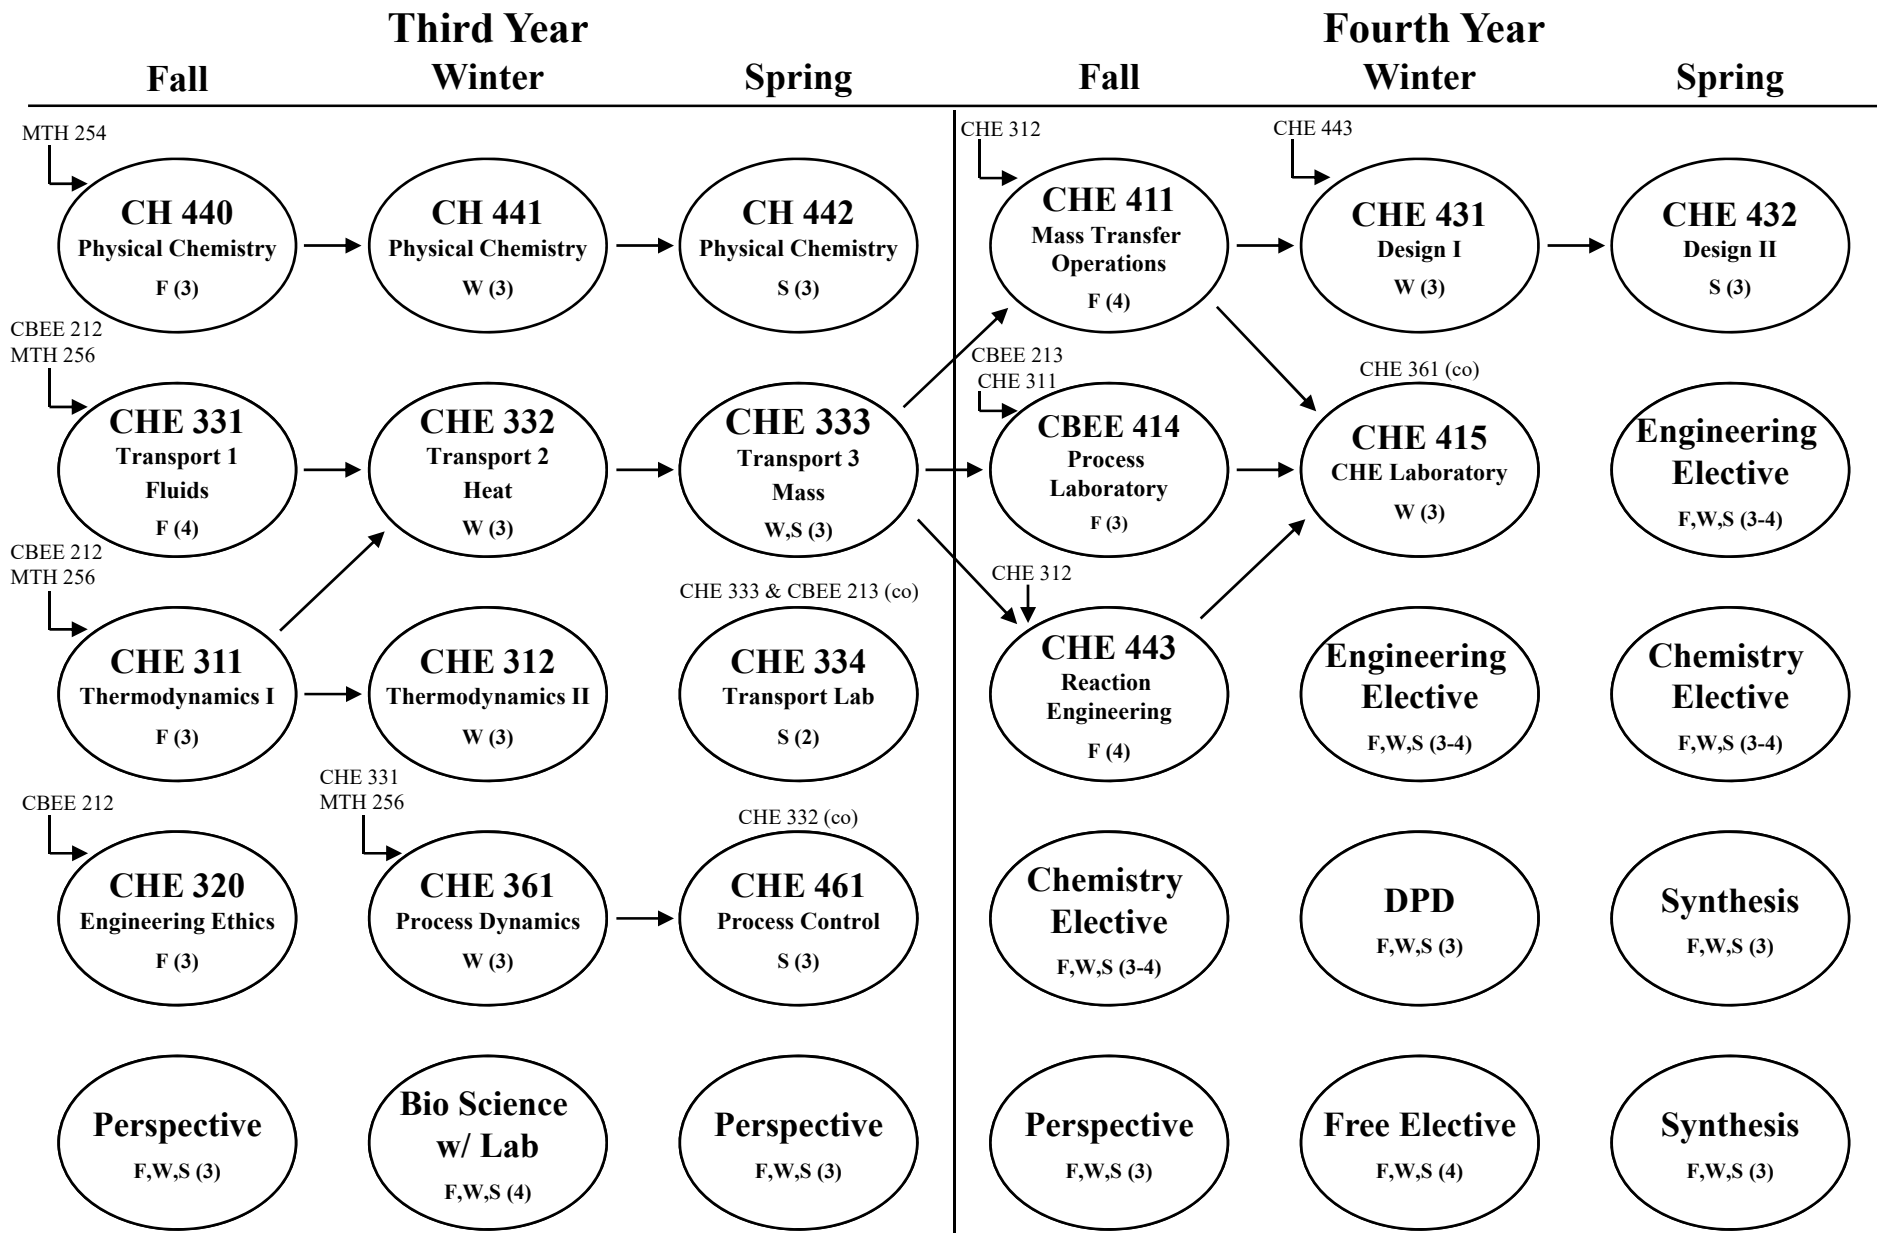 Third Year
Fourth Year
Fall
Winter
Spring
Fall
Winter
Spring
MTH 254
CH 440
Physical Chemistry
F (3)
CH 441
Physical Chemistry
W (3)
CH 442
Physical Chemistry
S (3)
CHE 312
CHE 411
Mass Transfer
Operations
F (4)
CHE 443
CHE 431
Design I
W (3)
CHE 432
Design II
S (3)
CBEE 212
MTH 256
CHE 331
Transport 1
Fluids
F (4)
CHE 332
Transport 2
Heat
W (3)
CHE 333
Transport 3
Mass
W,S (3)
CBEE 213
CHE 311
CBEE 414
Process
Laboratory
F (3)
CHE 361 (co)
CHE 415
CHE Laboratory
W (3)
Engineering
Elective
F,W,S (3-4)
CBEE 212
MTH 256
CHE 311
Thermodynamics I
F (3)
CHE 312
Thermodynamics II
W (3)
CHE 333 & CBEE 213 (co)
CHE 334
Transport Lab
S (2)
CHE 312
CHE 443
Reaction
Engineering
F (4)
Engineering
Elective
F,W,S (3-4)
Chemistry
Elective
F,W,S (3-4)
CBEE 212
CHE 320
Engineering Ethics
F (3)
CHE 331
MTH 256
CHE 361
Process Dynamics
W (3)
CHE 332 (co)
CHE 461
Process Control
S (3)
Chemistry
Elective
F,W,S (3-4)
DPD
F,W,S (3)
Synthesis
F,W,S (3)
Perspective
F,W,S (3)
Bio Science
w/ Lab
F,W,S (4)
Perspective
F,W,S (3)
Perspective
F,W,S (3)
Free Elective
F,W,S (4)
Synthesis
F,W,S (3)